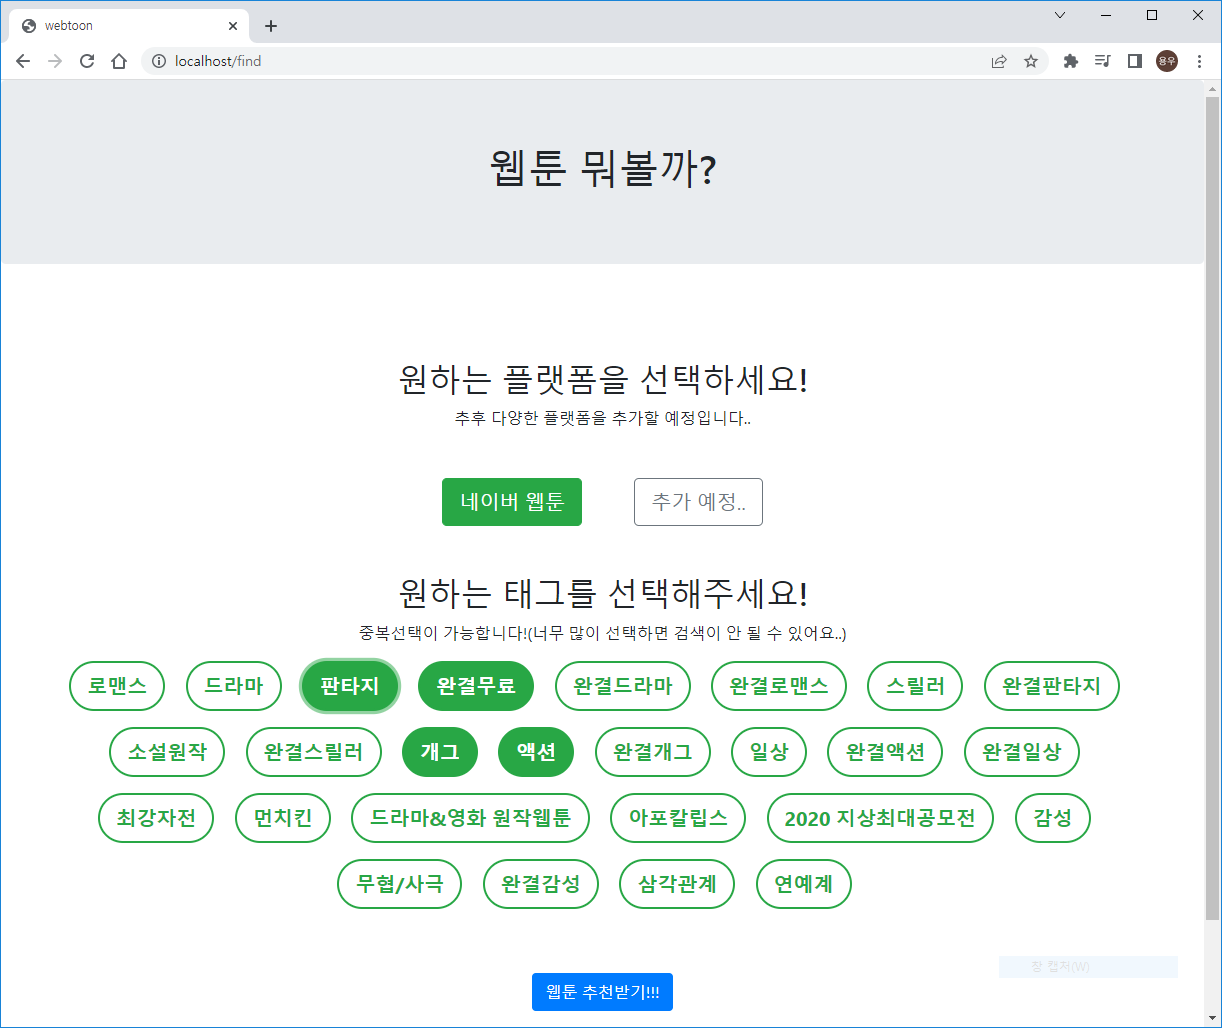 webtoon
localhost/find
용우
웹툰 뭐볼까?
원하는 플랫폼을 선택하세요!
추후 다양한 플랫폼을 추가할 예정입니다..
네이버 웹툰 추가 예정..
원하는 태그를 선택해주세요!
중복선택이 가능합니다!(너무 많이 선택하면 검색이 안 될 수 있어요..)
로맨스 드라마 판타지 완결무료 완결드라마 완결로맨스 스릴러 완결판타지
소설원작 완결스릴러 개그 액션 완결개그 일상 완결액션 완결일상
최강자전 먼치킨 드라마&영화 원작웹툰 아포칼립스 2020 지상최대공모전 감성
무협/사극 완결감성 삼각관계 연예계
창 캡처(W)
웹툰 추천받기!!!